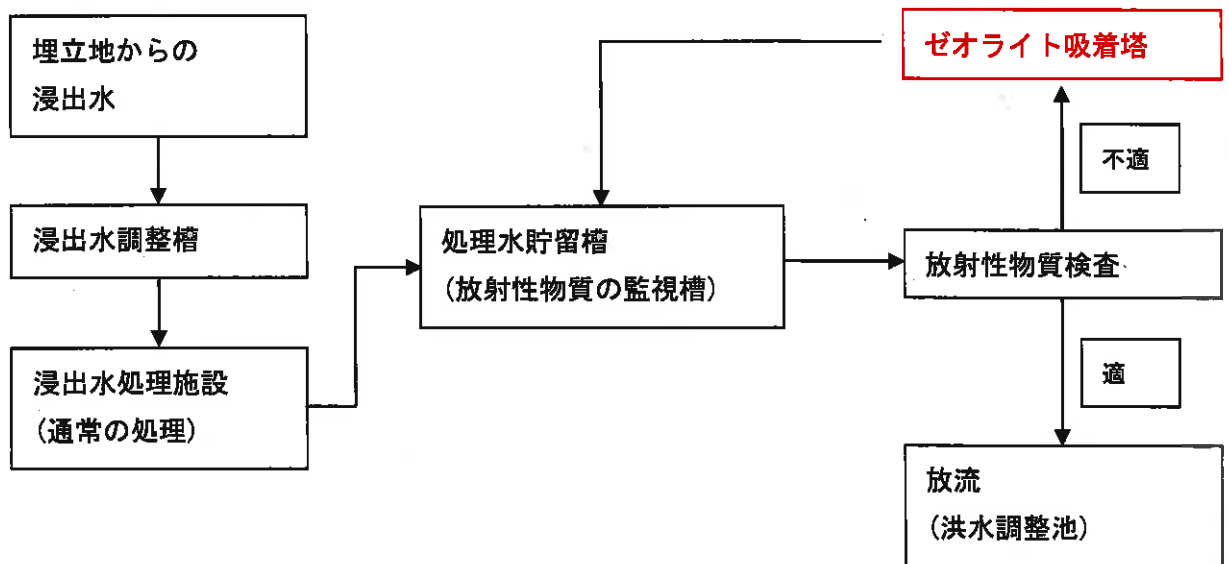 埋立地からの
浸出水
浸出水調整槽
浸出水処理施設
(通常の処理)
処理水貯留槽
(放射性物質の監視槽)
ゼオライト吸着塔
不適
放射性物質検査
適
放流
(洪水調整池)